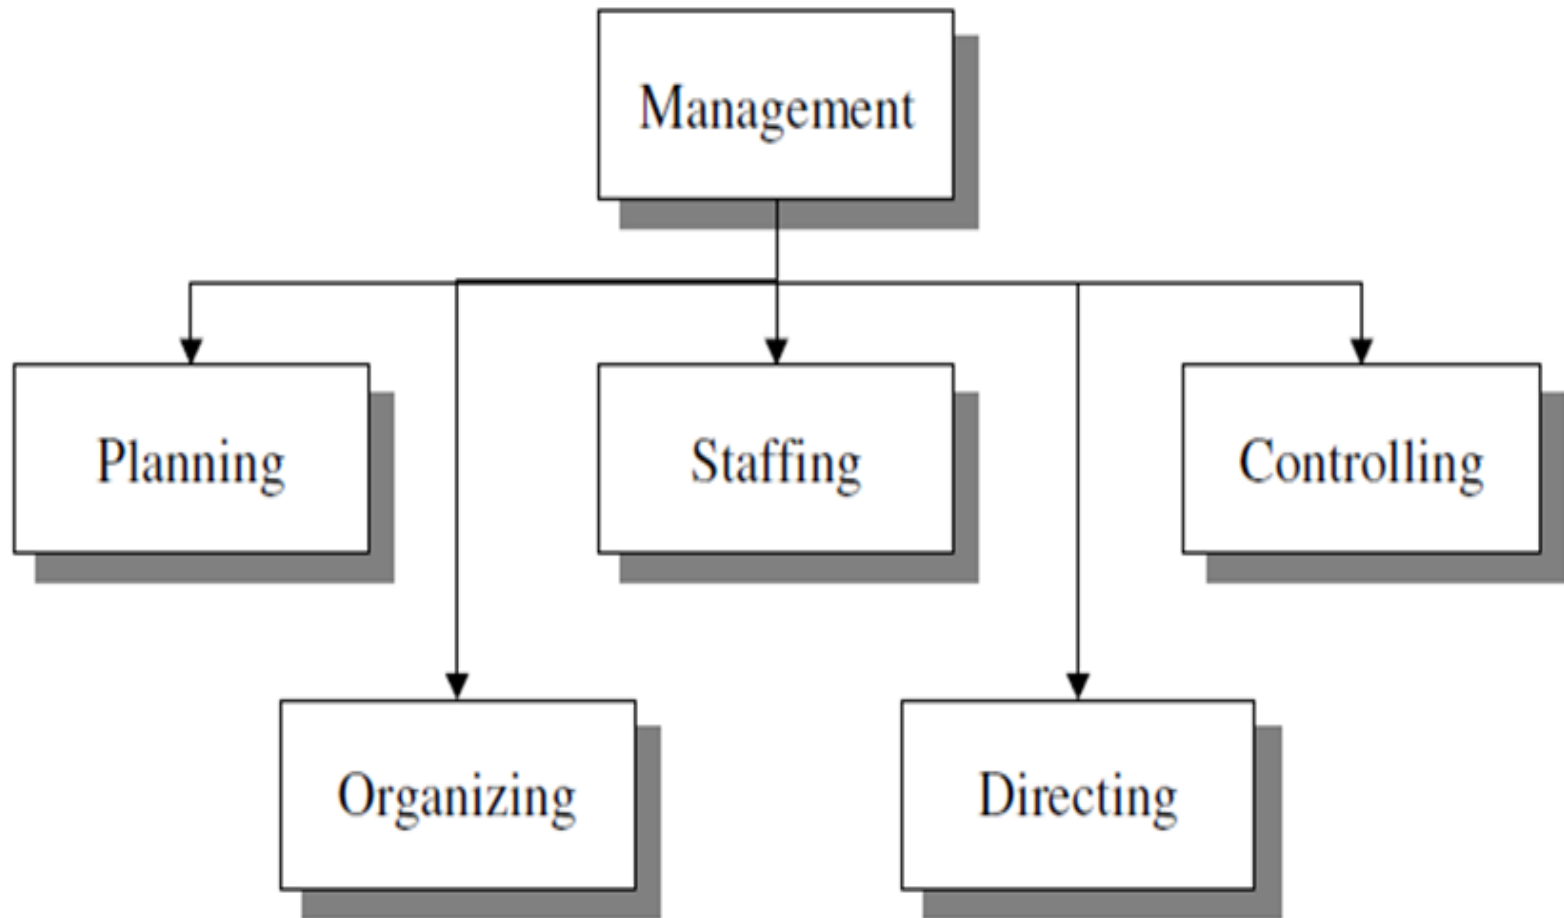 Management
Planning
Staffing
Controlling
Organizing
Directing